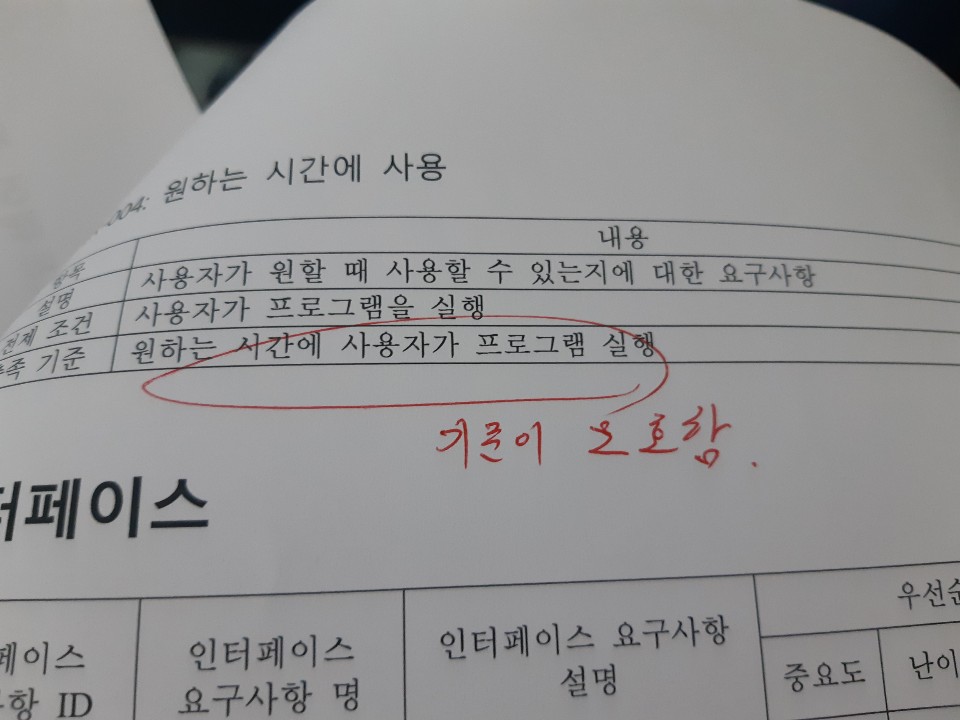 004: 원하는 시간에 사용
내용
설명 사용자가 원할 때 사용할 수 있는지에 대한 요구사항
전제 조건 사용자가 프로그램을 실행
기준 원하는 시간에 사용자가 프로그램 실행
기준이 모호함.
터페이스
우선순
페이스 인터페이스 인터페이스 요구사항
항 ID 요구사항 명 설명 중요도 난이